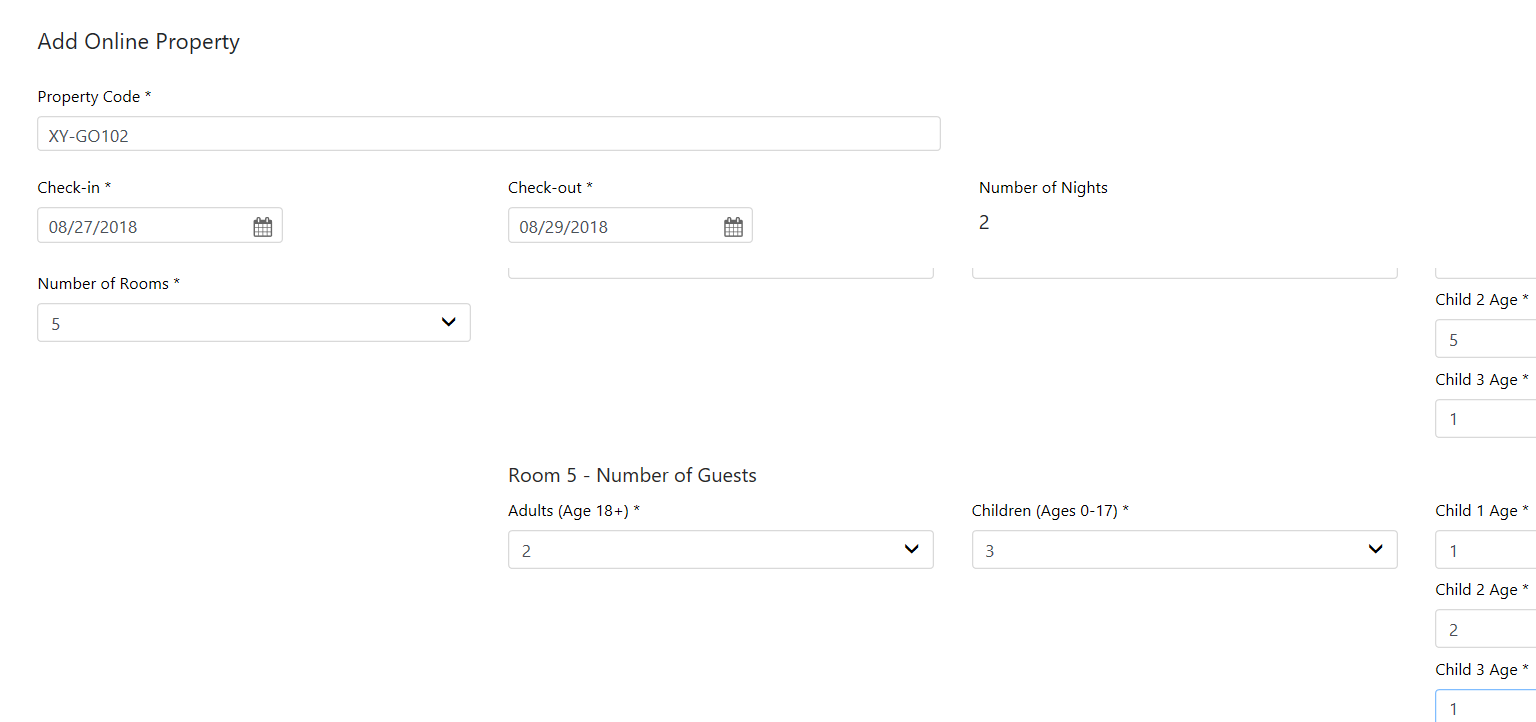 Add Online Property
Property Code *
XY-GO102
Check-in *
Check-out *
Number of Nights
08/27/2018
08/29/2018
2
Number of Rooms *
5
Child 2 Age *
5
Child 3 Age *
1
Room 5 - Number of Guests
Adults (Age 18+) *
Children (Ages 0-17) *
Child 1 Age *
2
3
1
Child 2 Age *
2
Child 3 Age *
1